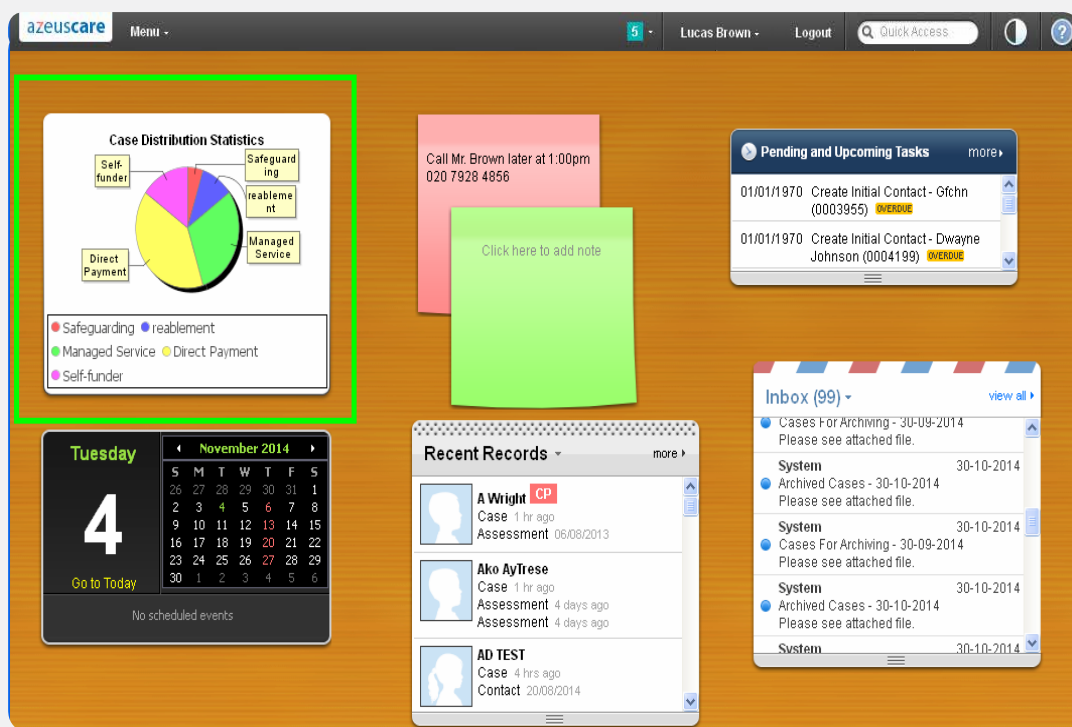 azeuscare
Menu
5
Lucas Brown
Logout
Quick Access
?
Case Distribution Statistics
Self-
funder
Safeguard
ing
reableme
nt
Managed
Service
Direct
Payment
Safeguarding reablement
Managed Service Direct Payment
Self-funder
Call Mr. Brown later at 1:00pm
020 7928 4856
Click here to add note
Pending and Upcoming Tasks more
01/01/1970 Create Initial Contact - Gfchn
(0003955) OVERDUE
01/01/1970 Create Initial Contact - Dwayne
Johnson (0004199) OVERDUE
Tuesday
4
Go to Today
November 2014
S M T W T F S
26 27 28 29 30 31 1
2 3 4 5 6 7 8
9 10 11 12 13 14 15
16 17 18 19 20 21 22
23 24 25 26 27 28 29
30 1 2 3 4 5 6
No scheduled events
Recent Records more
A Wright CP
Case 1 hr ago
Assessment 06/08/2013
Ako AyTrese
Case 1 hr ago
Assessment 4 days ago
Assessment 4 days ago
AD TEST
Case 4 hrs ago
Contact 20/08/2014
Inbox (99) view all
Cases For Archiving - 30-09-2014
Please see attached file.
System 30-10-2014
Archived Cases - 30-10-2014
Please see attached file.
System 30-10-2014
Cases For Archiving - 30-09-2014
Please see attached file.
System 30-10-2014
Archived Cases - 30-10-2014
Please see attached file.
System 30-10-2014